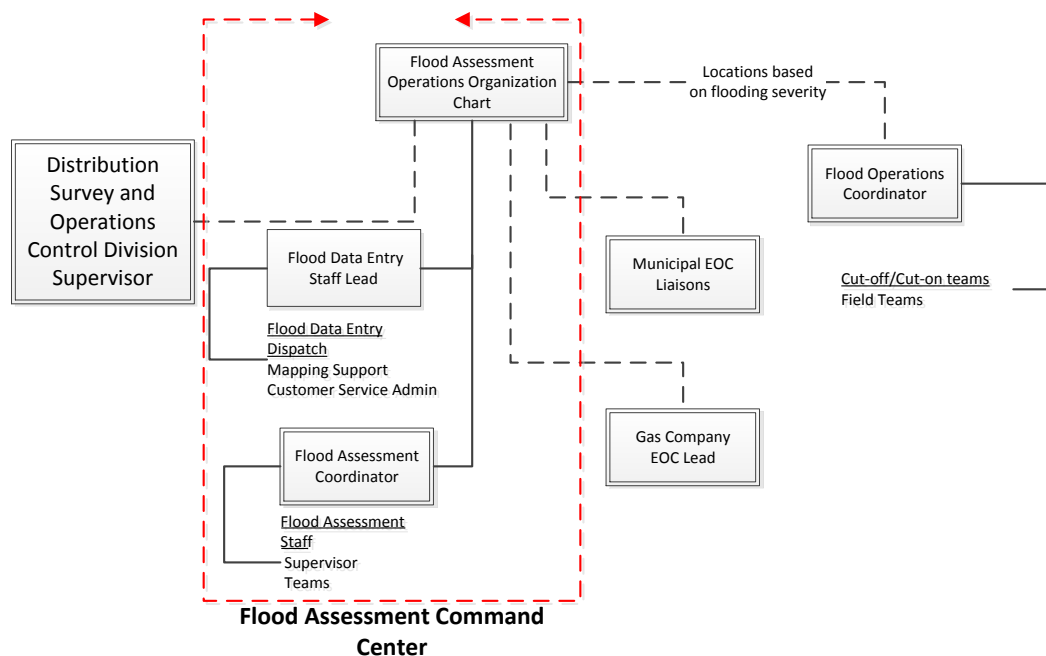 Flood Assessment
Operations Organization
Chart
Locations based
on flooding severity
Distribution
Survey and
Operations
Control Division
Supervisor
Flood Operations
Coordinator
Flood Data Entry
Staff Lead
Municipal EOC
Liaisons
Cut-off/Cut-on teams
Field Teams
Flood Data Entry
Dispatch
Mapping Support
Customer Service Admin
Gas Company
EOC Lead
Flood Assessment
Coordinator
Flood Assessment
Staff
Supervisor
Teams
Flood Assessment Command
Center